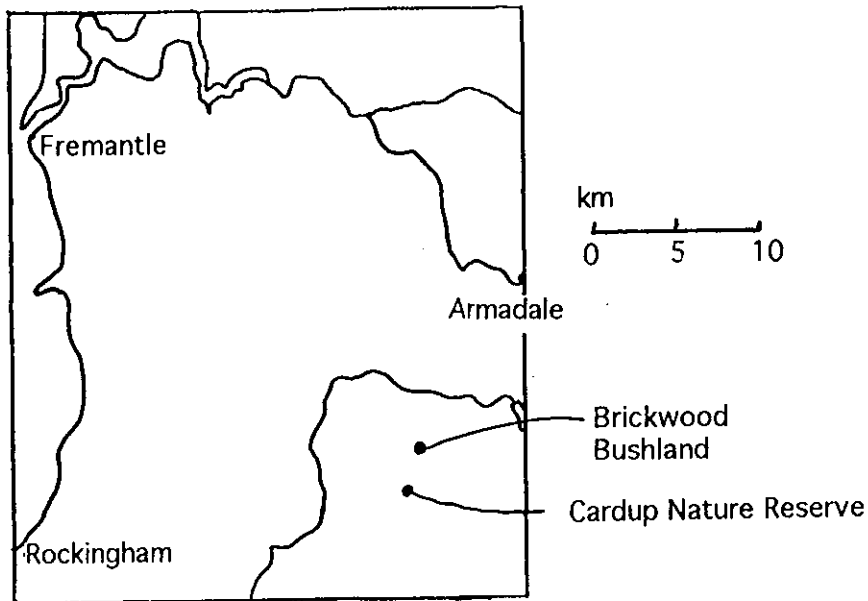 Fremantle
km
0 5 10
Armadale
Brickwood
Bushland
Cardup Nature Reserve
Rockingham